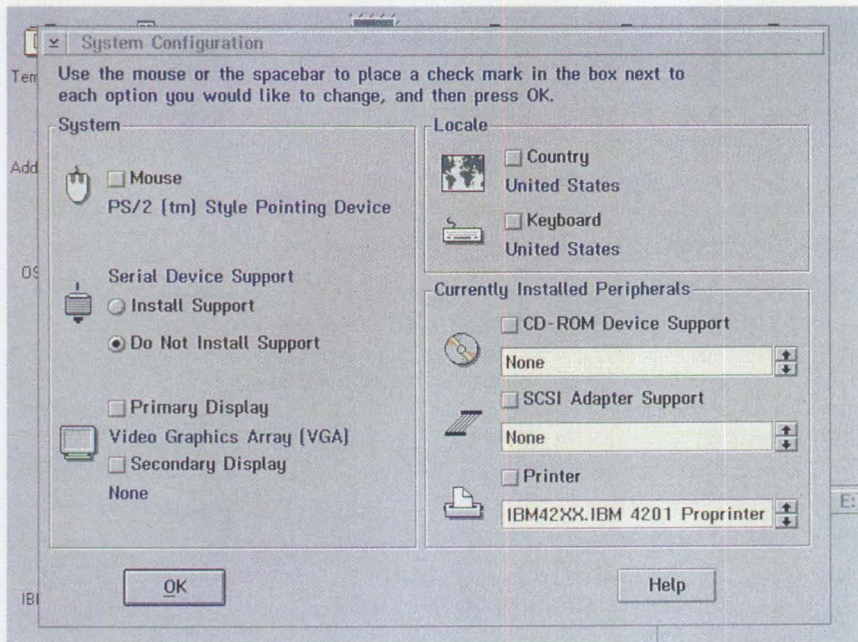 System Configuration
Use the mouse or the spacebar to place a check mark in the box next to
each option you would like to change, and then press OK.
System
Mouse
PS/2 (tm) Style Pointing Device
Serial Device Support
Install Support
Do Not Install Support
Primary Display
Video Graphics Array (VGA)
Secondary Display
None
Locale
Country
United States
Keyboard
United States
Currently Installed Peripherals
CD-ROM Device Support
None
SCSI Adapter Support
None
Printer
IBM42XX.IBM 4201 Proprinter
OK
Help
Add
E: